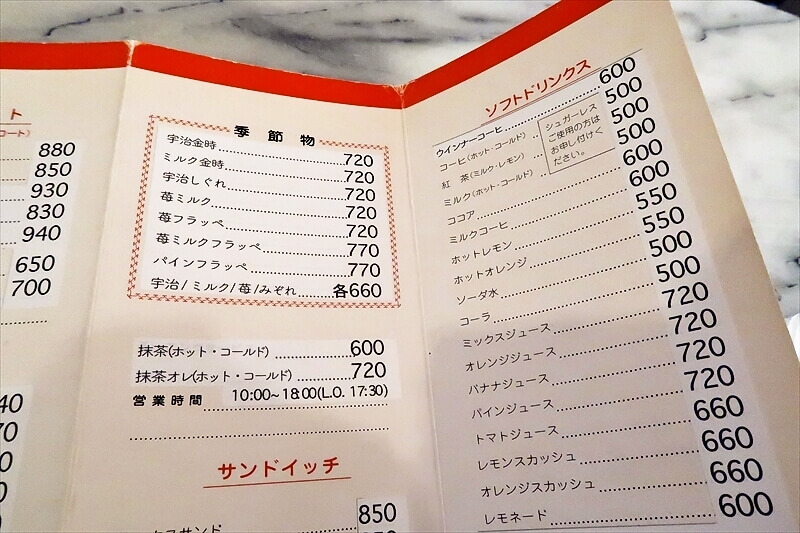 ト
コート)
880
850
930
830
940
650
700
40
70
季節物
宇治金時 720
ミルク金時 720
宇治しぐれ 720
苺ミルク 720
苺フラッペ 720
苺ミルクフラッペ 770
パインフラッペ 770
宇治/ミルク/苺/みぞれ 各660
抹茶(ホット・コールド) 600
抹茶オレ(ホット・コールド) 720
営業時間 10:00~18:00(L.O. 17:30)
サンドイッチ
サンド 850
ソフトドリンクス
ウインナーコーヒ 600
コーヒ(ホット・コールド) 500
紅 茶(ミルク・レモン) 500
ミルク(ホット・コールド) 500
シュガーレス
ご使用の方は
お申し付けく
ださい。
ココア 600
ミルクコーヒ 600
ホットレモン 550
ホットオレンジ 550
ソーダ水 500
コーラ 500
ミックスジュース 720
オレンジジュース 720
バナナジュース 720
パインジュース 720
トマトジュース 660
レモンスカッシュ 660
オレンジスカッシュ 660
レモネード 600